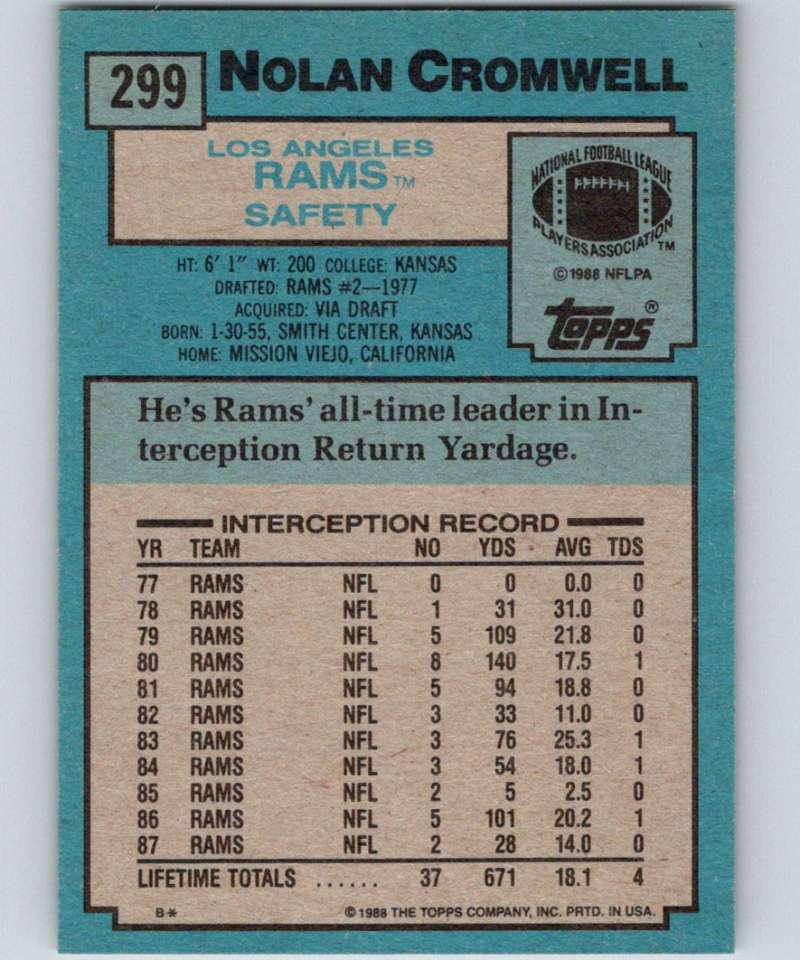 299
NOLAN CROMWELL
LOS ANGELES
RAMS™
SAFETY
NATIONAL FOOTBALL LEAGUE
PLAYERS ASSOCIATION™
©1988 NFLPA
TOPPS®
HT: 6' 1" WT: 200 COLLEGE: KANSAS
DRAFTED: RAMS #2—1977
ACQUIRED: VIA DRAFT
BORN: 1-30-55, SMITH CENTER, KANSAS
HOME: MISSION VIEJO, CALIFORNIA
He's Rams' all-time leader in In-
terception Return Yardage.
INTERCEPTION RECORD
YR TEAM NO YDS AVG TDS
77 RAMS NFL 0 0 0.0 0
78 RAMS NFL 1 31 31.0 0
79 RAMS NFL 5 109 21.8 0
80 RAMS NFL 8 140 17.5 1
81 RAMS NFL 5 94 18.8 0
82 RAMS NFL 3 33 11.0 0
83 RAMS NFL 3 76 25.3 1
84 RAMS NFL 3 54 18.0 1
85 RAMS NFL 2 5 2.5 0
86 RAMS NFL 5 101 20.2 1
87 RAMS NFL 2 28 14.0 0
LIFETIME TOTALS ...... 37 671 18.1 4
B* ©1988 THE TOPPS COMPANY, INC. PRTD. IN USA.